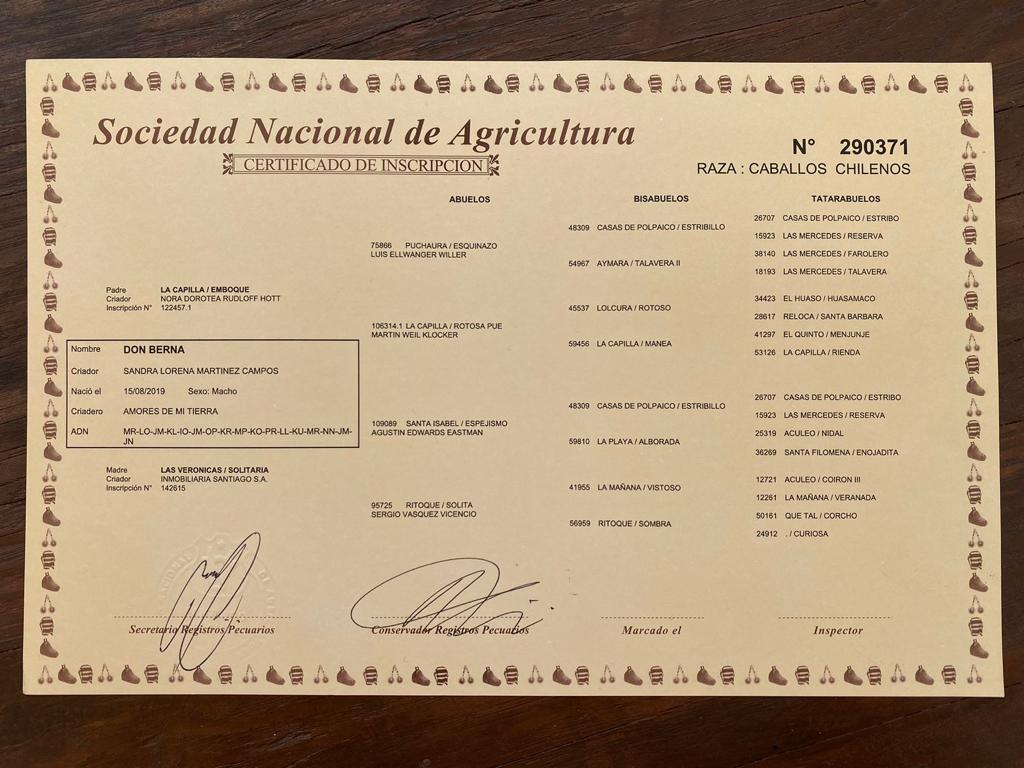 Sociedad Nacional de Agricultura
CERTIFICADO DE INSCRIPCION
N° 290371
RAZA : CABALLOS CHILENOS
ABUELOS
BISABUELOS
TATARABUELOS
Padre LA CAPILLA / EMBOQUE
Criador NORA DOROTEA RUDLOFF HOTT
Inscripción N° 122457.1
Nombre DON BERNA
Criador SANDRA LORENA MARTINEZ CAMPOS
Nació el 15/08/2019 Sexo: Macho
Criadero AMORES DE MI TIERRA
ADN MR-LO-JM-KL-IO-JM-OP-KR-MP-KO-PR-LL-KU-MR-NN-JM-
JN
Madre LAS VERONICAS / SOLITARIA
Criador INMOBILIARIA SANTIAGO S.A.
Inscripción N° 142615
75866 PUCHAURA / ESQUINAZO
LUIS ELLWANGER WILLER
106314.1 LA CAPILLA / ROTOSA PUE
MARTIN WEIL KLOCKER
109089 SANTA ISABEL / ESPEJISMO
AGUSTIN EDWARDS EASTMAN
95725 RITOQUE / SOLITA
SERGIO VASQUEZ VICENCIO
48309 CASAS DE POLPAICO / ESTRIBILLO
54967 AYMARA / TALAVERA II
45537 LOLCURA / ROTOSO
59456 LA CAPILLA / MANEA
48309 CASAS DE POLPAICO / ESTRIBILLO
59810 LA PLAYA / ALBORADA
41955 LA MAÑANA / VISTOSO
56959 RITOQUE / SOMBRA
26707 CASAS DE POLPAICO / ESTRIBO
15923 LAS MERCEDES / RESERVA
38140 LAS MERCEDES / FAROLERO
18193 LAS MERCEDES / TALAVERA
34423 EL HUASO / HUASAMACO
28617 RELOCA / SANTA BARBARA
41297 EL QUINTO / MENJUNJE
53126 LA CAPILLA / RIENDA
26707 CASAS DE POLPAICO / ESTRIBO
15923 LAS MERCEDES / RESERVA
25319 ACULEO / NIDAL
36269 SANTA FILOMENA / ENOJADITA
12721 ACULEO / COIRON III
12261 LA MAÑANA / VERANADA
50161 QUE TAL / CORCHO
24912 . / CURIOSA
Secretario Registros Pecuarios
Conservador Registros Pecuarios
Marcado el
Inspector